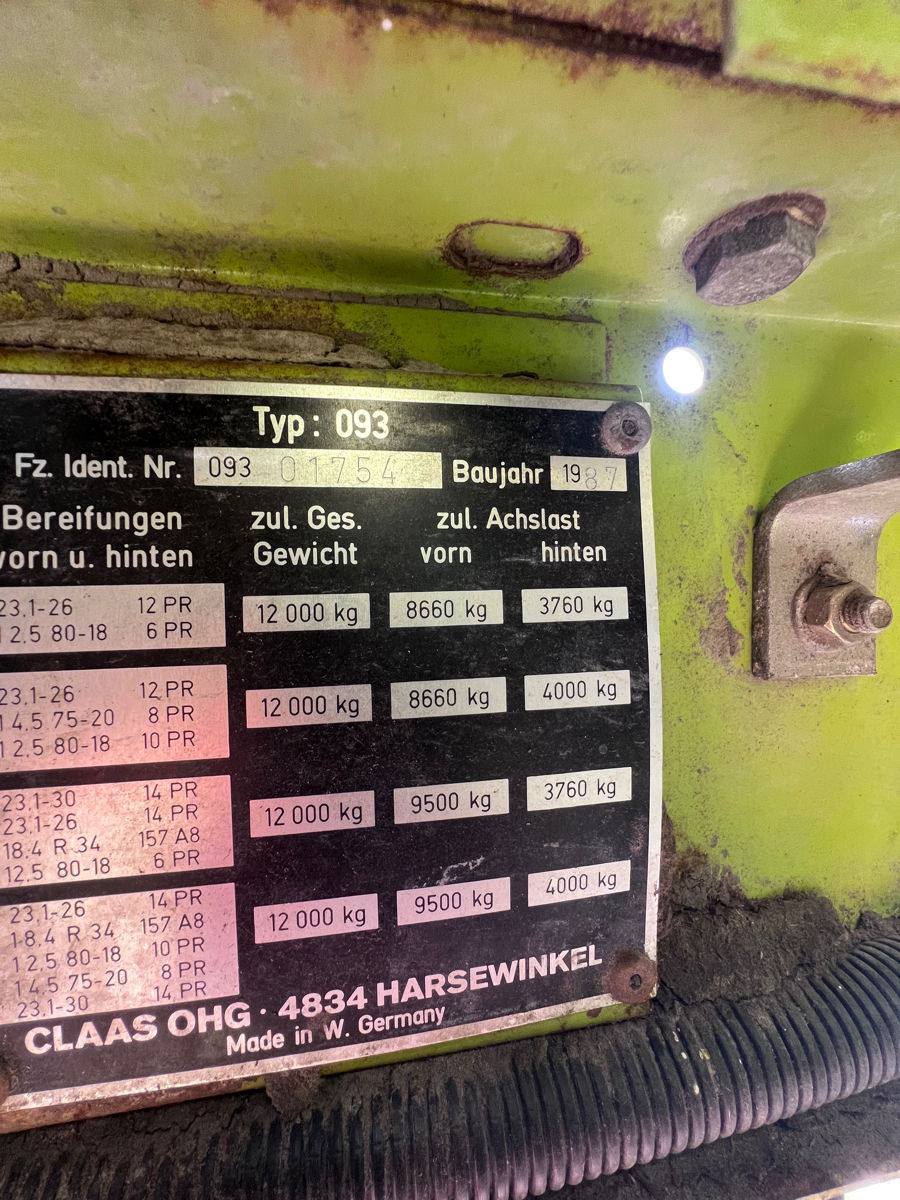 Typ: 093
Fz. Ident. Nr. 093 01754 Baujahr 1987
Bereifungen zul. Ges. zul. Achslast
vorn u. hinten Gewicht vorn hinten
23.1-26 12 PR 12 000 kg 8660 kg 3760 kg
12.5 80-18 6 PR
23.1-26 12 PR 12 000 kg 8660 kg 4000 kg
14.5 75-20 8 PR
12.5 80-18 10 PR
23.1-30 14 PR 12 000 kg 9500 kg 3760 kg
23.1-26 14 PR
18.4 R 34 157 A8
12.5 80-18 6 PR
23.1-26 14 PR 12 000 kg 9500 kg 4000 kg
18.4 R 34 157 A8
12.5 80-18 10 PR
14.5 75-20 8 PR
23.1-30 14 PR
CLAAS OHG · 4834 HARSEWINKEL
Made in W. Germany